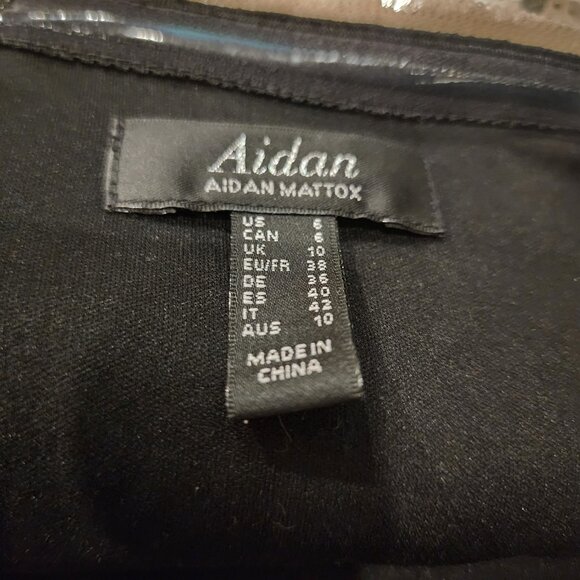 Aidan
AIDAN MATTOX
US 6
CAN 6
UK 10
EU/FR 38
DE 36
ES 40
IT 42
AUS 10
MADE IN
CHINA